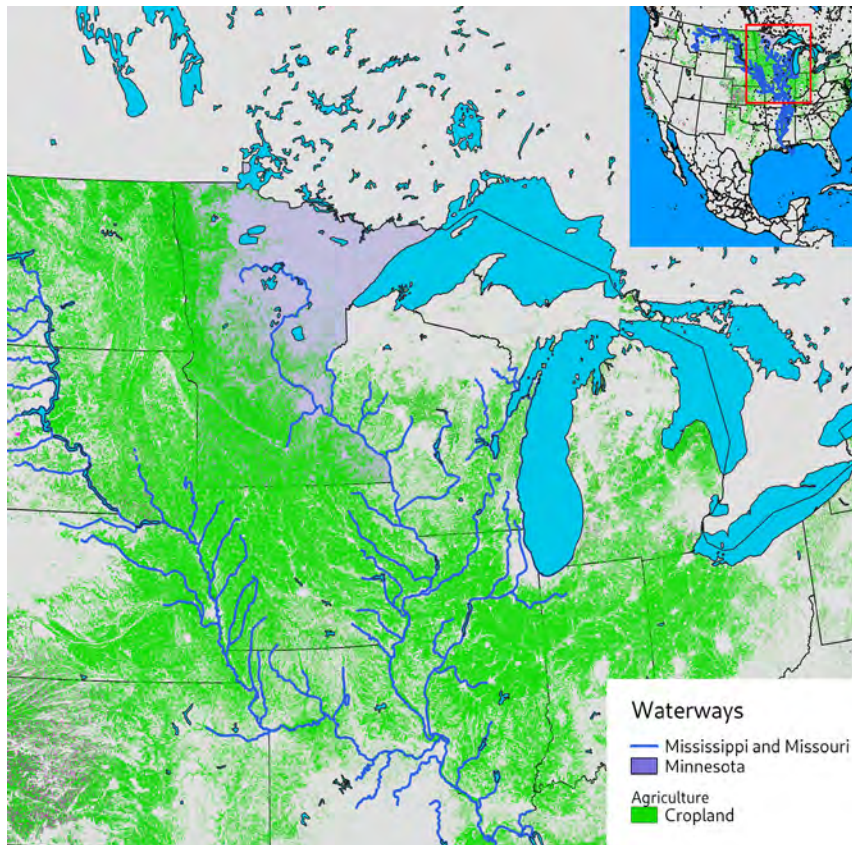 Waterways
Mississippi and Missouri
Minnesota
Agriculture
Cropland